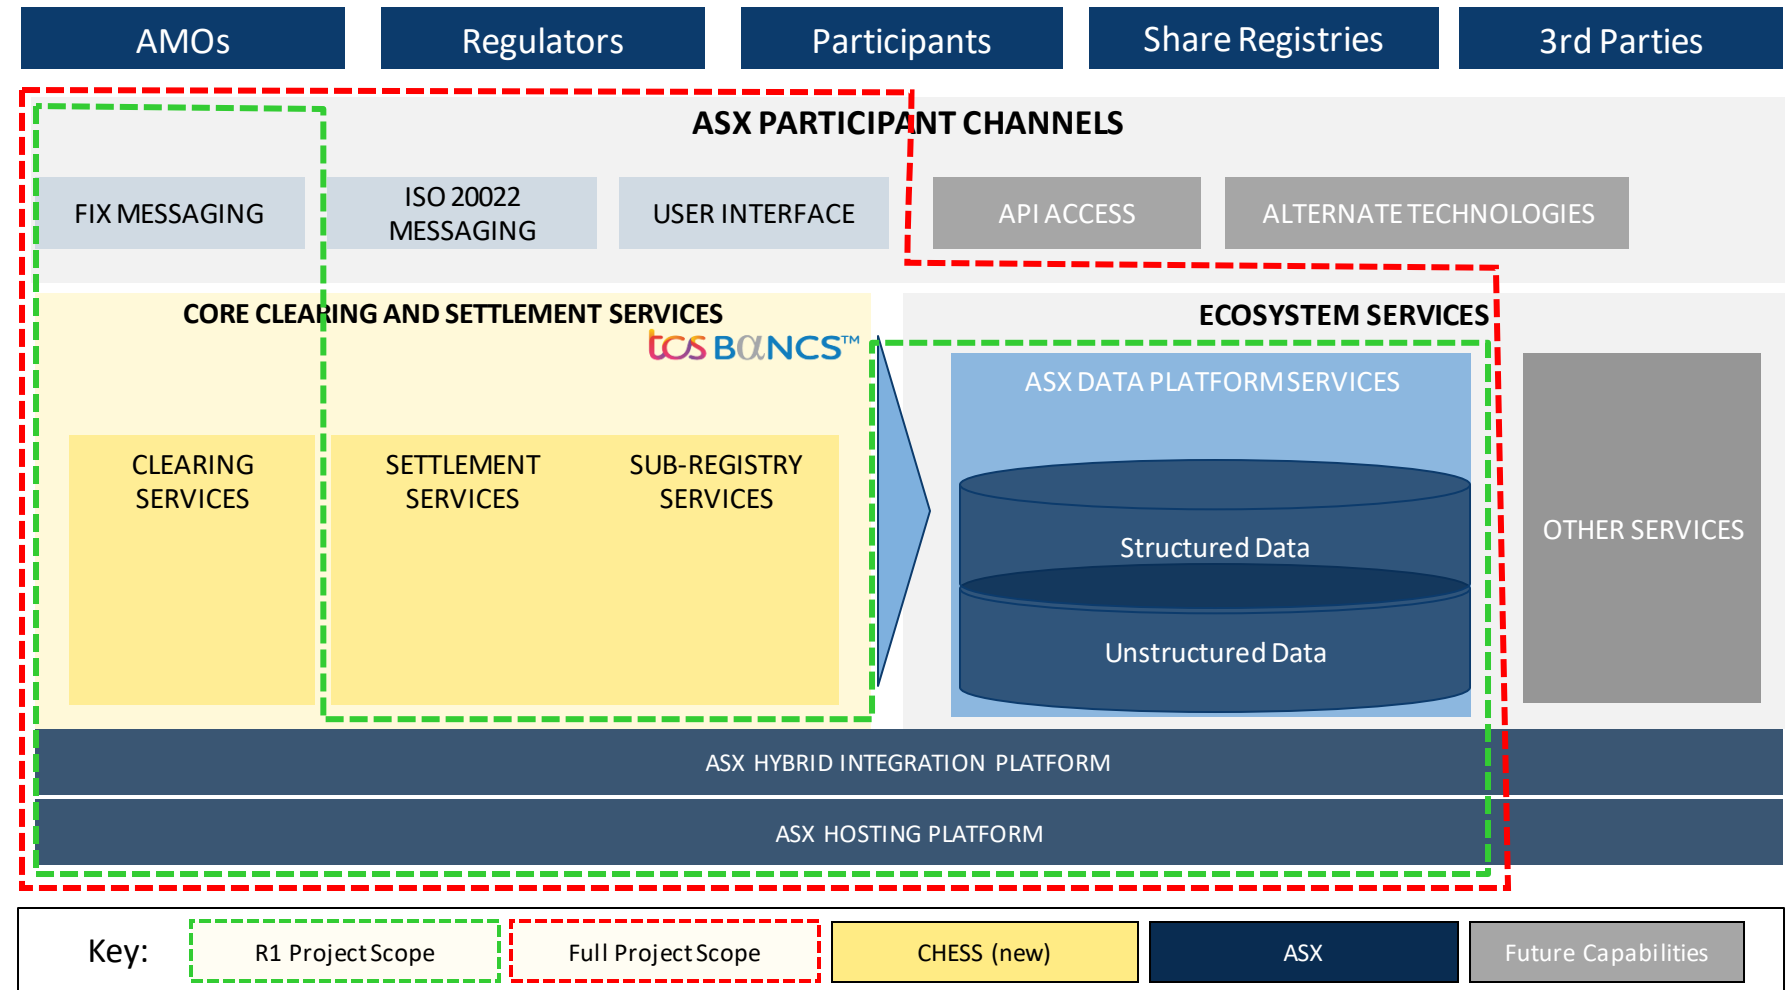 AMOs
Regulators
Participants
Share Registries
3rd Parties
ASX PARTICIPANT CHANNELS
FIX MESSAGING
ISO 20022
MESSAGING
USER INTERFACE
API ACCESS
ALTERNATE TECHNOLOGIES
CORE CLEARING AND SETTLEMENT SERVICES
tcs BαNCS™
ECOSYSTEM SERVICES
ASX DATA PLATFORM SERVICES
CLEARING
SERVICES
SETTLEMENT
SERVICES
SUB-REGISTRY
SERVICES
Structured Data
Unstructured Data
OTHER SERVICES
ASX HYBRID INTEGRATION PLATFORM
ASX HOSTING PLATFORM
Key:
R1 Project Scope
Full Project Scope
CHESS (new)
ASX
Future Capabilities